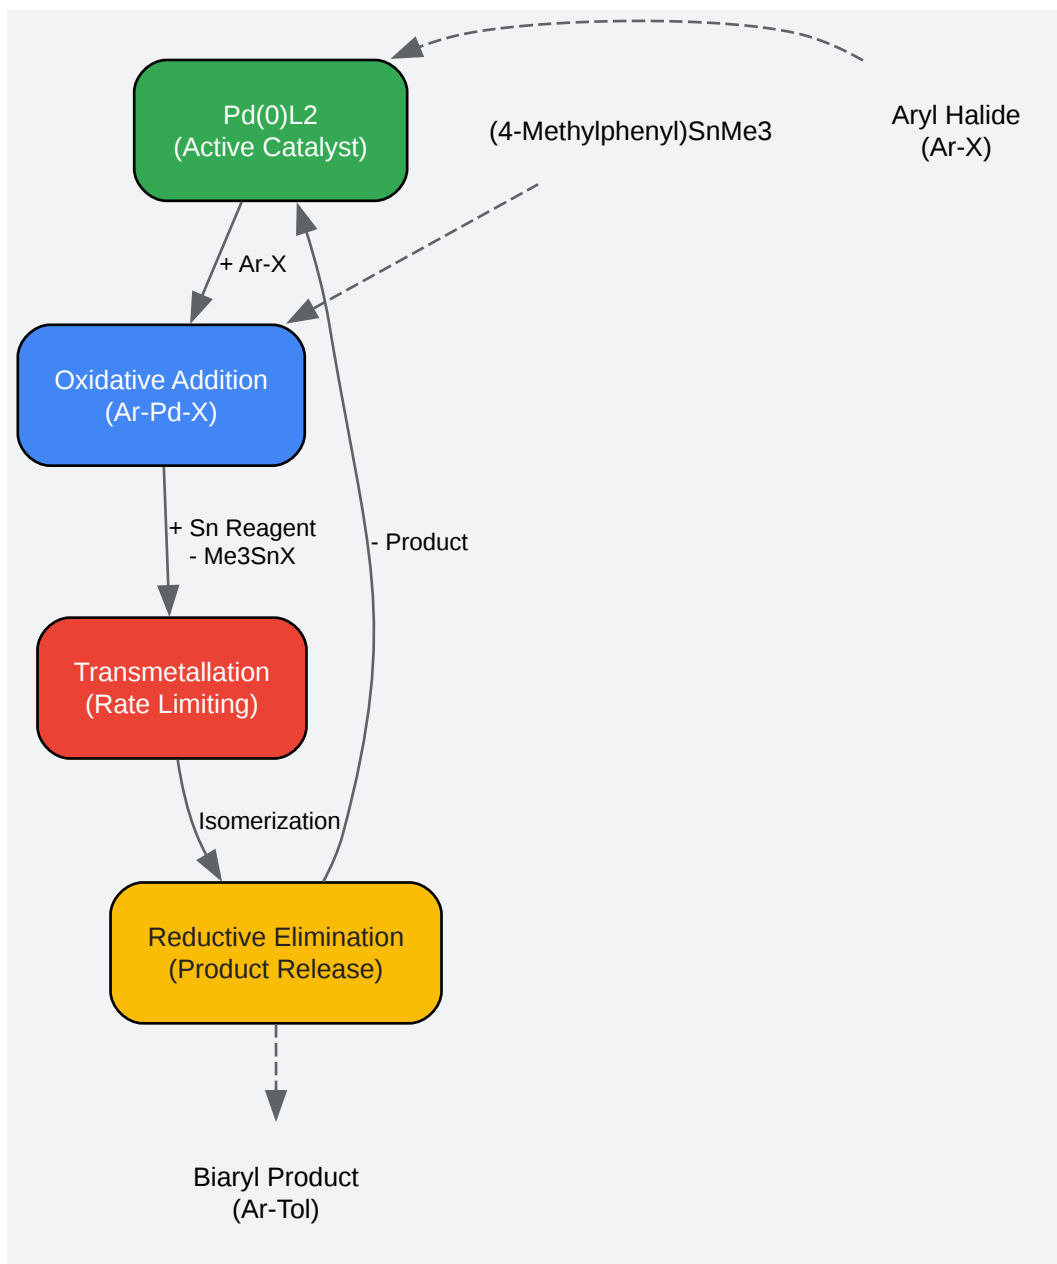 Pd(0)L2
(Active Catalyst)
(4-Methylphenyl)SnMe3
Aryl Halide
(Ar-X)
+ Ar-X
Oxidative Addition
(Ar-Pd-X)
+ Sn Reagent
- Me3SnX
- Product
Transmetallation
(Rate Limiting)
Isomerization
Reductive Elimination
(Product Release)
Biaryl Product
(Ar-Tol)